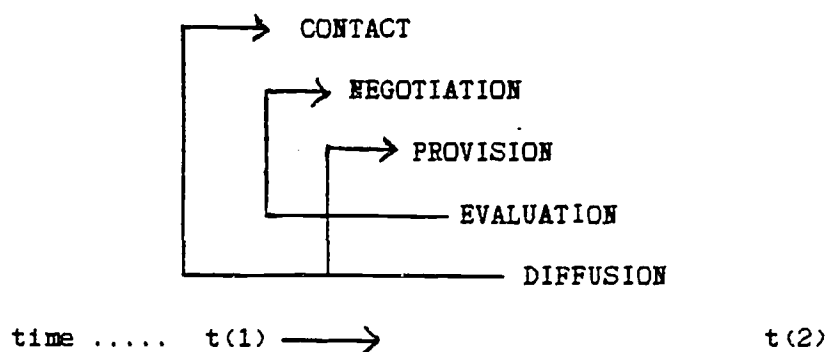 CONTACT
NEGOTIATION
PROVISION
EVALUATION
DIFFUSION
time ..... t(1) t(2)